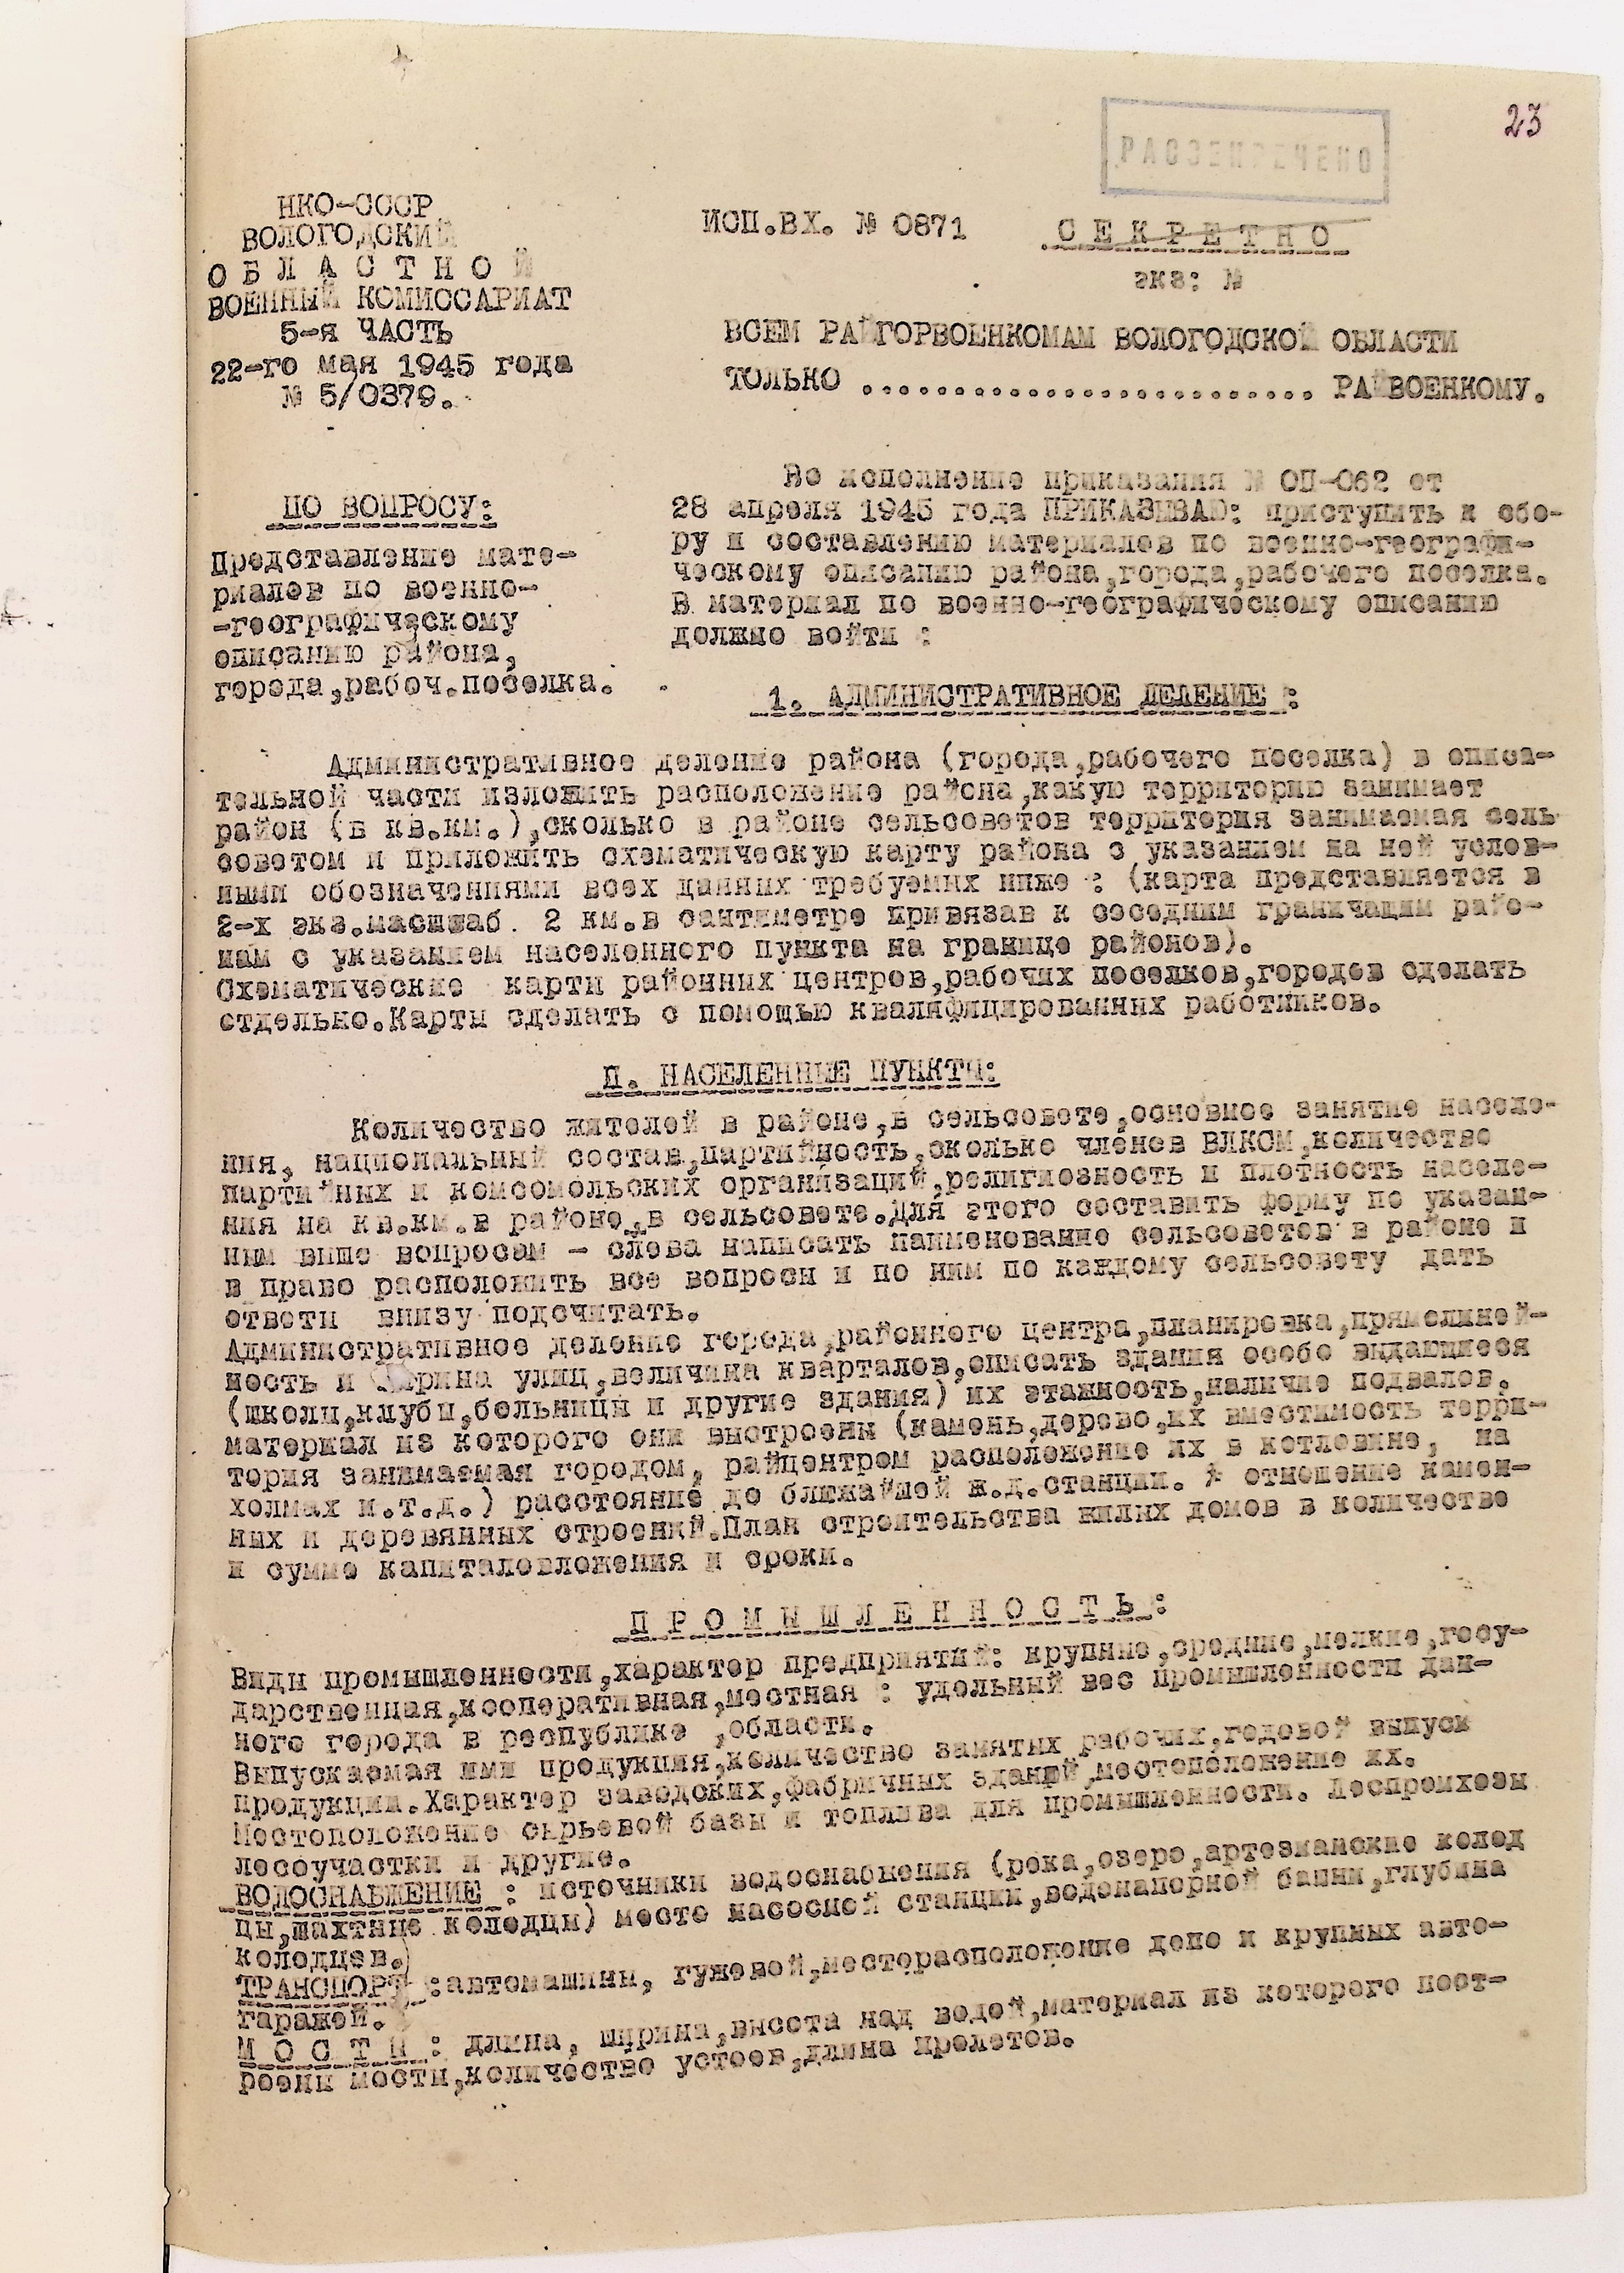 23
РАССЕКРЕЧЕНО
НКО-СССР
ВОЛОГОДСКИЙ
ОБЛАСТНОЙ
ВОЕННЫЙ КОМИССАРИАТ
5-я ЧАСТЬ
22-го мая 1945 года
№ 5/0379.
ИСП.ВХ. № 0871
СЕКРЕТНО
экз: №
ВСЕМ РАЙГОРВОЕНКОМАМ ВОЛОГОДСКОЙ ОБЛАСТИ
ТОЛЬКО ............................ РАЙВОЕНКОМУ.
ПО ВОПРОСУ:
Представление мате-
риалов по военно-
-географическому
описанию района,
города,рабоч.поселка.
Во исполнение приказания № ОП-062 от
28 апреля 1945 года ПРИКАЗЫВАЮ: приступить к сбо-
ру и составлению материалов по военно-географи-
ческому описанию района,города,рабочего поселка.
В материал по военно-географическому описанию
должно войти :
1. АДМИНИСТРАТИВНОЕ ДЕЛЕНИЕ :
Административное деление района (города,рабочего поселка) в описа-
тельной части изложить расположение района,какую территорию занимает
район (в кв.км.),сколько в районе сельсоветов территория занимаемая сель
советом и приложить схематическую карту района с указанием на ней услов-
ными обозначениями всех данных требуемых ниже : (карта представляется в
2-х экз.масштаб 2 км.в сантиметре привязав к соседним граничащим райо-
нам с указанием населенного пункта на границе районов).
Схематические карты районных центров,рабочих поселков,городов сделать
отдельно.Карты сделать с помощью квалифицированных работников.
П. НАСЕЛЕННЫЕ ПУНКТЫ:
Количество жителей в районе,в сельсовете,основное занятие населе-
ния, национальный состав,партийность,сколько членов ВЛКСМ,количество
партийных и комсомольских организаций,религиозность и плотность населе-
ния на кв.км.в районе,в сельсовете.Для этого составить форму по указан-
ным выше вопросам - слева написать наименование сельсоветов в районе и
в право расположить все вопросы и по ним по каждому сельсовету дать
ответы внизу подсчитать.
Административное деление города,районного центра,планировка,прямолиней-
ность и ширина улиц,величина кварталов,описать здания особо выдающиеся
(школы,клубы,больницы и другие здания) их этажность,наличие подвалов,
материал из которого они выстроены (камень,дерево,их вместимость терри-
тория занимаемая городом, райцентром расположение их в котловине, на
холмах и.т.д.) расстояние до ближайшей ж.д.станции. % отношение камен-
ных и деревянных строений.План строительства жилых домов в количестве
и сумме капиталовложения и сроки.
ПРОМЫШЛЕННОСТЬ:
Виды промышленности,характер предприятий: крупные,средние,мелкие,госу-
дарственная,кооперативная,местная : удельный вес промышленности дан-
ного города в республике ,области.
Выпускаемая ими продукция,количество занятых рабочих,годовой выпуск
продукции.Характер заводских,фабричных зданий,местоположение их.
Местоположение сырьевой базы и топлива для промышленности. Леспромхозы
лесоучастки и другие.
ВОДОСНАБЖЕНИЕ : источники водоснабжения (река,озеро,артезианские колод
цы,шахтные колодцы) место насосной станции,водонапорной башни,глубина
колодцев.)
ТРАНСПОРТ :автомашины, гужевой,месторасположение депо и крупных авто-
гаражей.
МОСТЫ : длина, ширина,высота над водой,материал из которого пост-
роены мосты,количество устоев,длина пролетов.